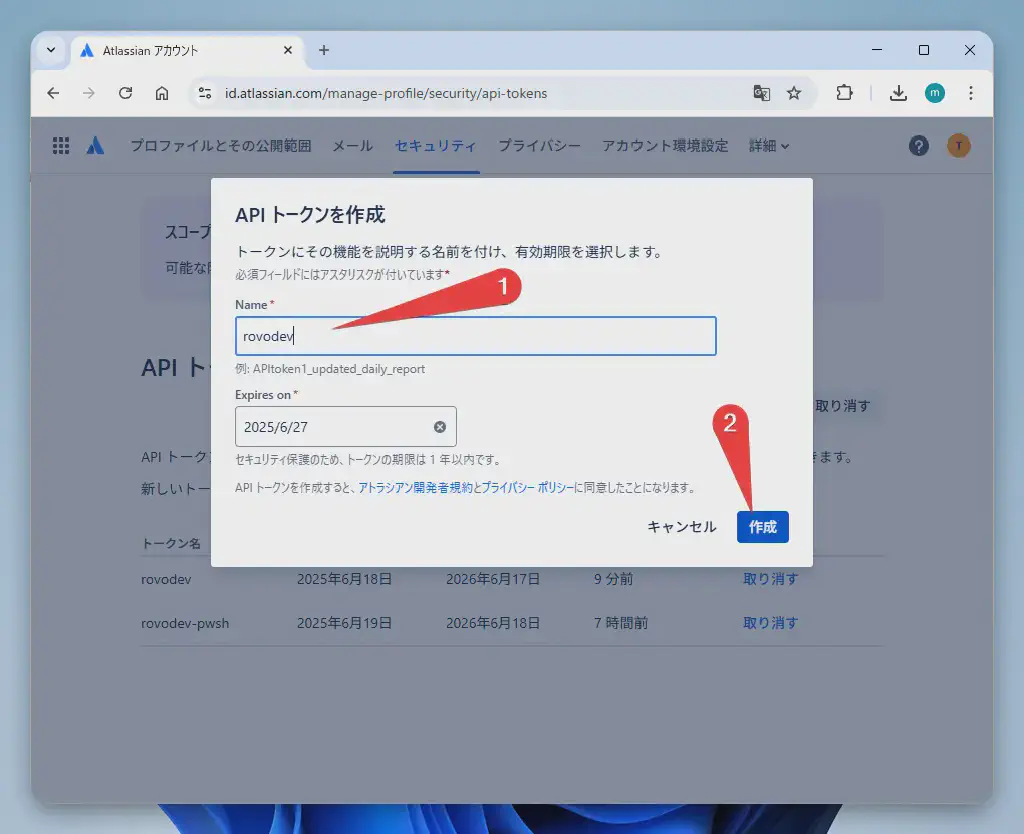 Atlassian アカウント
id.atlassian.com/manage-profile/security/api-tokens
m
プロファイルとその公開範囲 メール セキュリティ プライバシー アカウント環境設定 詳細
?
T
スコープ
可能な
API トークンを作成
トークンにその機能を説明する名前を付け、有効期限を選択します。
必須フィールドにはアスタリスクが付いています*
1
Name*
rovodev
例: APItoken1_updated_daily_report
API ト
取り消す
Expires on*
2025/6/27
2
セキュリティ保護のため、トークンの期限は 1 年以内です。
API トーク
きます。
API トークンを作成すると、アトラシアン開発者規約とプライバシー ポリシーに同意したことになります。
新しいトー
キャンセル 作成
トークン名
rovodev 2025年6月18日 2026年6月17日 9 分前 取り消す
rovodev-pwsh 2025年6月19日 2026年6月18日 7 時間前 取り消す